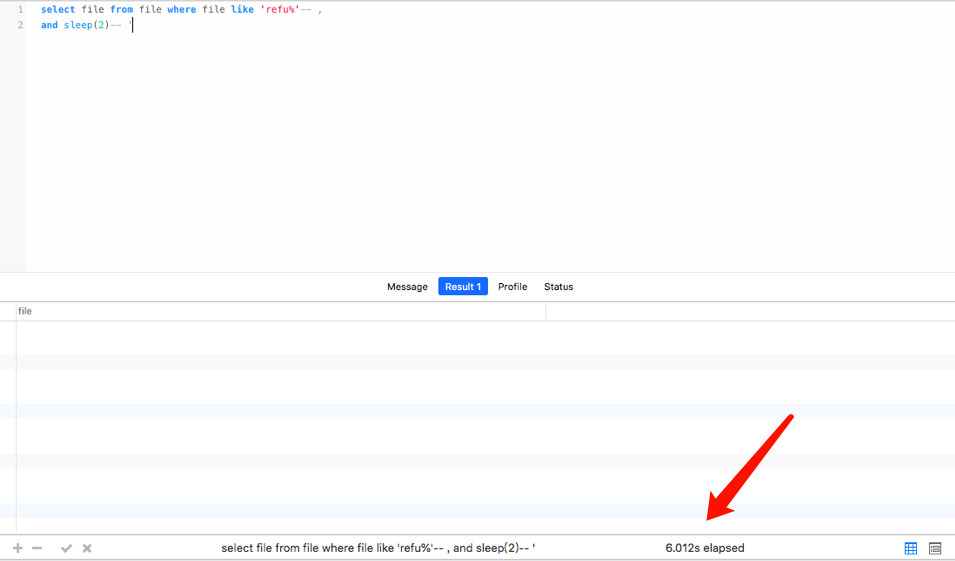 1 select file from file where file like 'refu%'-- ,
2 and sleep(2)-- '
Message Result 1 Profile Status
file
select file from file where file like 'refu%'-- , and sleep(2)-- ' 6.012s elapsed